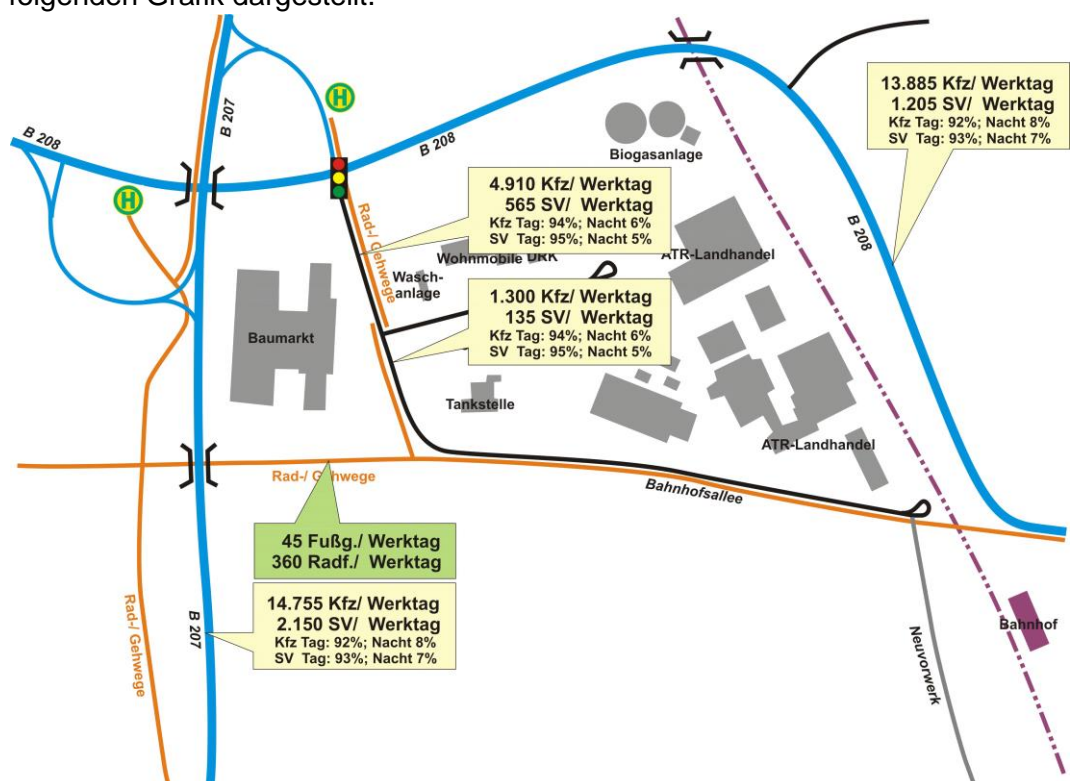 folgenden Grafik dargestellt.
B 207
B 208
B 207
H
H
B 208
13.885 Kfz/ Werktag
1.205 SV/ Werktag
Kfz Tag: 92%; Nacht 8%
SV Tag: 93%; Nacht 7%
Biogasanlage
4.910 Kfz/ Werktag
565 SV/ Werktag
Kfz Tag: 94%; Nacht 6%
SV Tag: 95%; Nacht 5%
B 208
Rad-/ Gehwege
Wohnmobile
DRK
ATR-Landhandel
Wasch-
anlage
1.300 Kfz/ Werktag
135 SV/ Werktag
Kfz Tag: 94%; Nacht 6%
SV Tag: 95%; Nacht 5%
Baumarkt
Tankstelle
ATR-Landhandel
Rad-/ Gehwege
Bahnhofsallee
45 Fußg./ Werktag
360 Radf./ Werktag
14.755 Kfz/ Werktag
2.150 SV/ Werktag
Kfz Tag: 92%; Nacht 8%
SV Tag: 93%; Nacht 7%
Rad-/ Gehwege
B 207
Neuvorwerk
Bahnhof